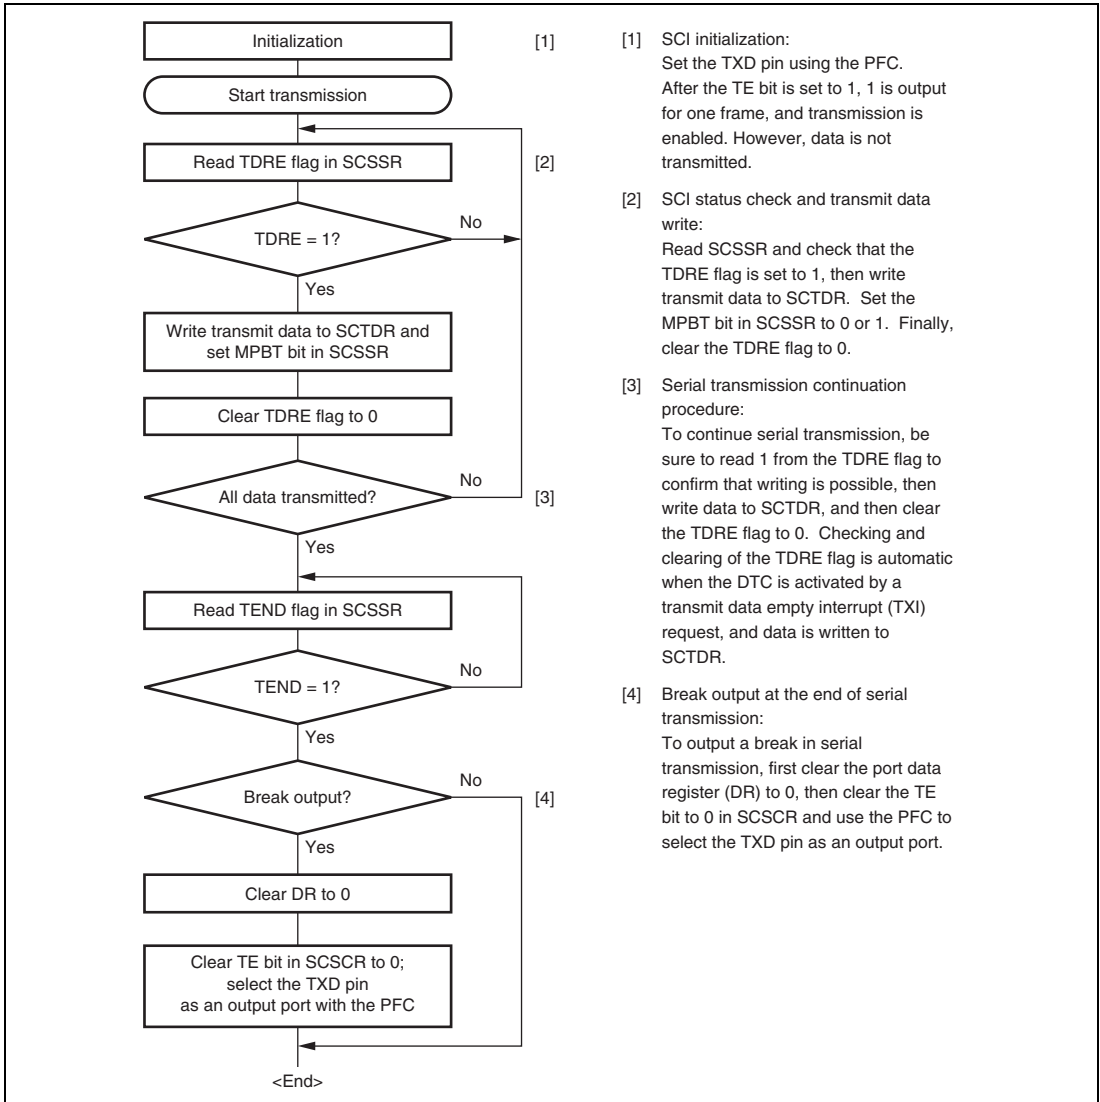 Initialization
[1]
Start transmission
Read TDRE flag in SCSSR
[2]
No
TDRE = 1?
Yes
Write transmit data to SCTDR and
set MPBT bit in SCSSR
Clear TDRE flag to 0
No
All data transmitted?
[3]
Yes
Read TEND flag in SCSSR
No
TEND = 1?
Yes
No
Break output?
[4]
Yes
Clear DR to 0
Clear TE bit in SCSCR to 0;
select the TXD pin
as an output port with the PFC
<End>
[1] SCI initialization:
Set the TXD pin using the PFC.
After the TE bit is set to 1, 1 is output
for one frame, and transmission is
enabled. However, data is not
transmitted.
[2] SCI status check and transmit data
write:
Read SCSSR and check that the
TDRE flag is set to 1, then write
transmit data to SCTDR. Set the
MPBT bit in SCSSR to 0 or 1. Finally,
clear the TDRE flag to 0.
[3] Serial transmission continuation
procedure:
To continue serial transmission, be
sure to read 1 from the TDRE flag to
confirm that writing is possible, then
write data to SCTDR, and then clear
the TDRE flag to 0. Checking and
clearing of the TDRE flag is automatic
when the DTC is activated by a
transmit data empty interrupt (TXI)
request, and data is written to
SCTDR.
[4] Break output at the end of serial
transmission:
To output a break in serial
transmission, first clear the port data
register (DR) to 0, then clear the TE
bit to 0 in SCSCR and use the PFC to
select the TXD pin as an output port.